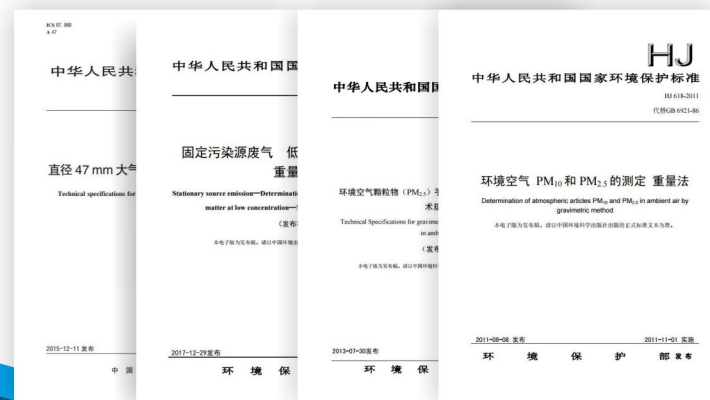 ICS 07. 060
A 47
中华人民共
直径 47 mm 大气
Technical specifications for
2015-12-11 发布
中 国
中华人民共和国国
固定污染源废气 低
重量
Stationary source emission—Determinatio
matter at low concentration—
（发布
本电子版为发布稿。请以中国环境出
2017-12-29发布
环 境 保
中华人民共和国国
环境空气颗粒物（PM2.5）手
术规
Technical Specifications for gravime
in amb
（发布
本电子版为发布稿。请以中国环境科学
2013-07-30发布
环 境 保
HJ
中华人民共和国国家环境保护标准
HJ 618-2011
代替GB 6921-86
环境空气 PM10 和 PM2.5 的测定 重量法
Determination of atmospheric articles PM10 and PM2.5 in ambient air by
gravimetric method
本电子版为发布稿。请以中国环境科学出版社出版的正式标准文本为准。
2011-09-08 发布
2011-11-01 实施
环 境 保 护 部 发布